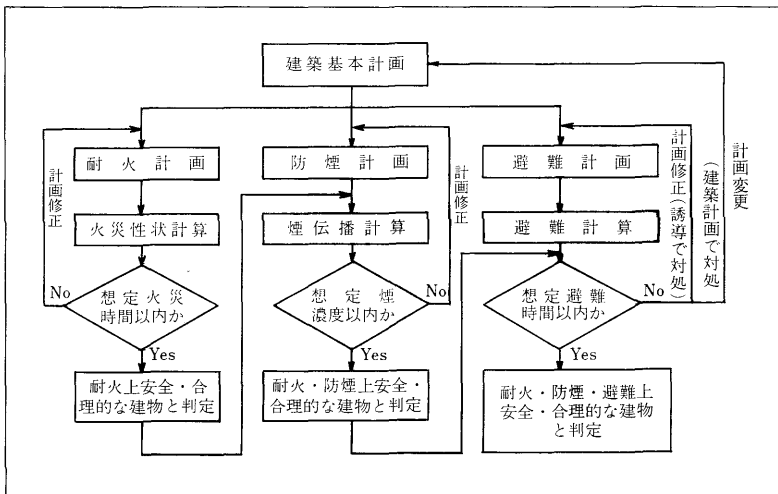 建築基本計画
耐火計画
防煙計画
避難計画
計画修正
計画修正
計画修正(誘導で対処)
計画変更
(建築計画で対処)
火災性状計算
煙伝播計算
避難計算
No
想定火災
時間以内か
No
想定煙
濃度以内か
No
想定避難
時間以内か
Yes
Yes
Yes
耐火上安全・合
理的な建物と判定
耐火・防煙上安全・
合理的な建物と判定
耐火・防煙・避難上
安全・合理的な建物
と判定